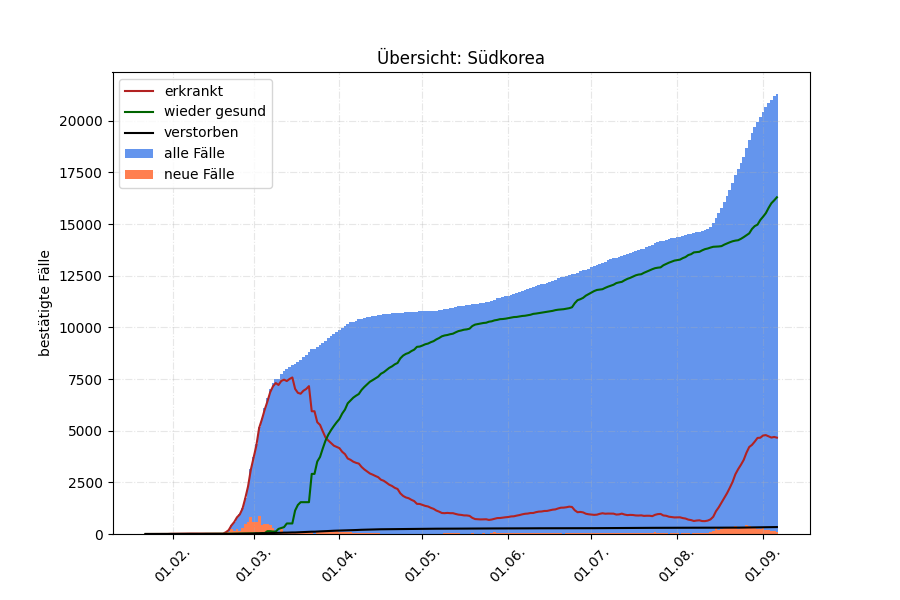 Übersicht: Südkorea
erkrankt
wieder gesund
verstorben
alle Fälle
neue Fälle
bestätigte Fälle
20000
17500
15000
12500
10000
7500
5000
2500
0
01.02.
01.03.
01.04.
01.05.
01.06.
01.07.
01.08.
01.09.